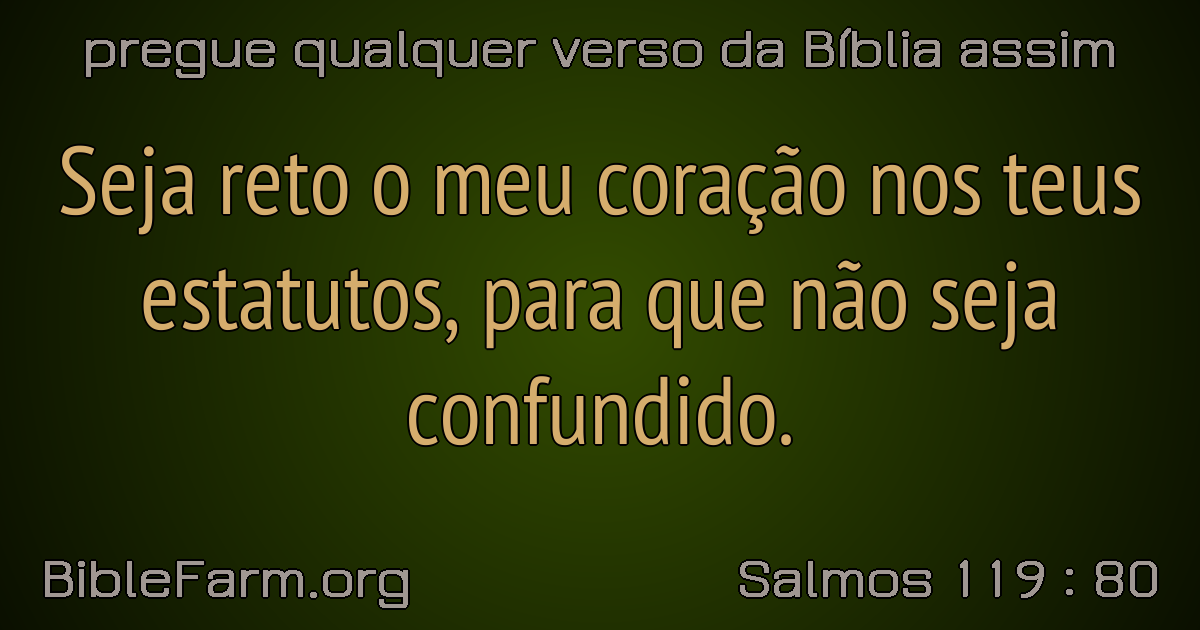 pregue qualquer verso da Bíblia assim
Seja reto o meu coração nos teus
estatutos, para que não seja
confundido.
BibleFarm.org
Salmos 119 : 80